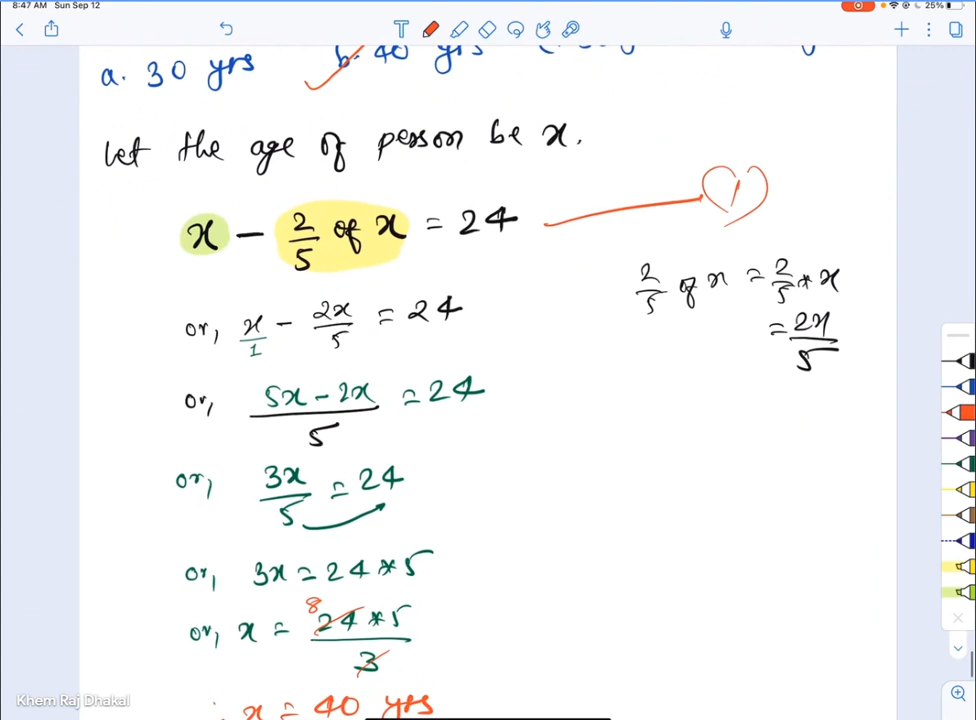 8:47 AM Sun Sep 12
25%
a. 30 yrs b. 40 yrs
Let the age of person be x.
x - 2/5 of x = 24
1
2/5 of x = 2/5 * x
= 2x/5
or, x/1 - 2x/5 = 24
or, 5x - 2x/5 = 24
or, 3x/5 = 24
or, 3x = 24 * 5
or, x = 24 * 5/3
8
∴ x = 40 yrs
Khem Raj Dhakal